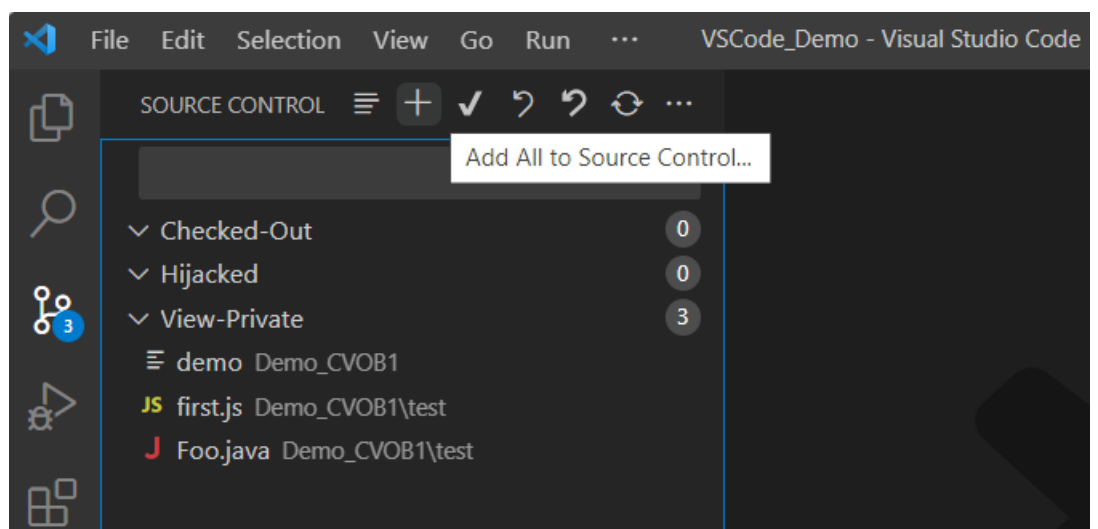 File Edit Selection View Go Run ··· VSCode_Demo - Visual Studio Code
SOURCE CONTROL ···
Add All to Source Control...
Checked-Out 0
Hijacked 0
3 View-Private 3
demo Demo_CVOB1
JS first.js Demo_CVOB1\test
J Foo.java Demo_CVOB1\test